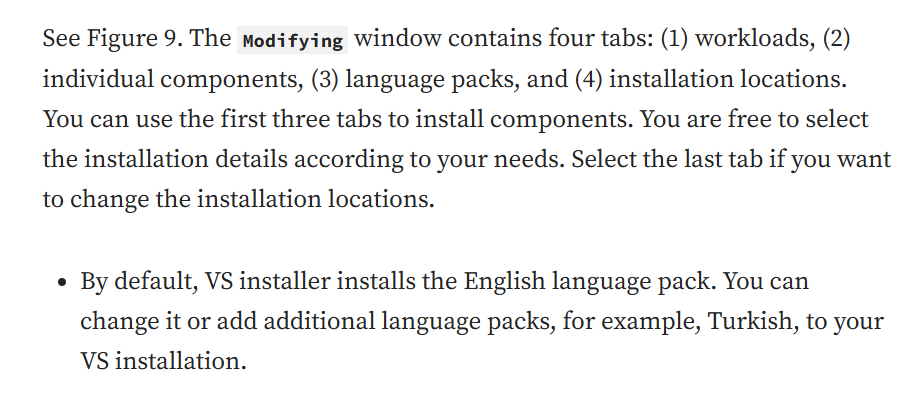 See Figure 9. The Modifying window contains four tabs: (1) workloads, (2)
individual components, (3) language packs, and (4) installation locations.
You can use the first three tabs to install components. You are free to select
the installation details according to your needs. Select the last tab if you want
to change the installation locations.
• By default, VS installer installs the English language pack. You can
change it or add additional language packs, for example, Turkish, to your
VS installation.